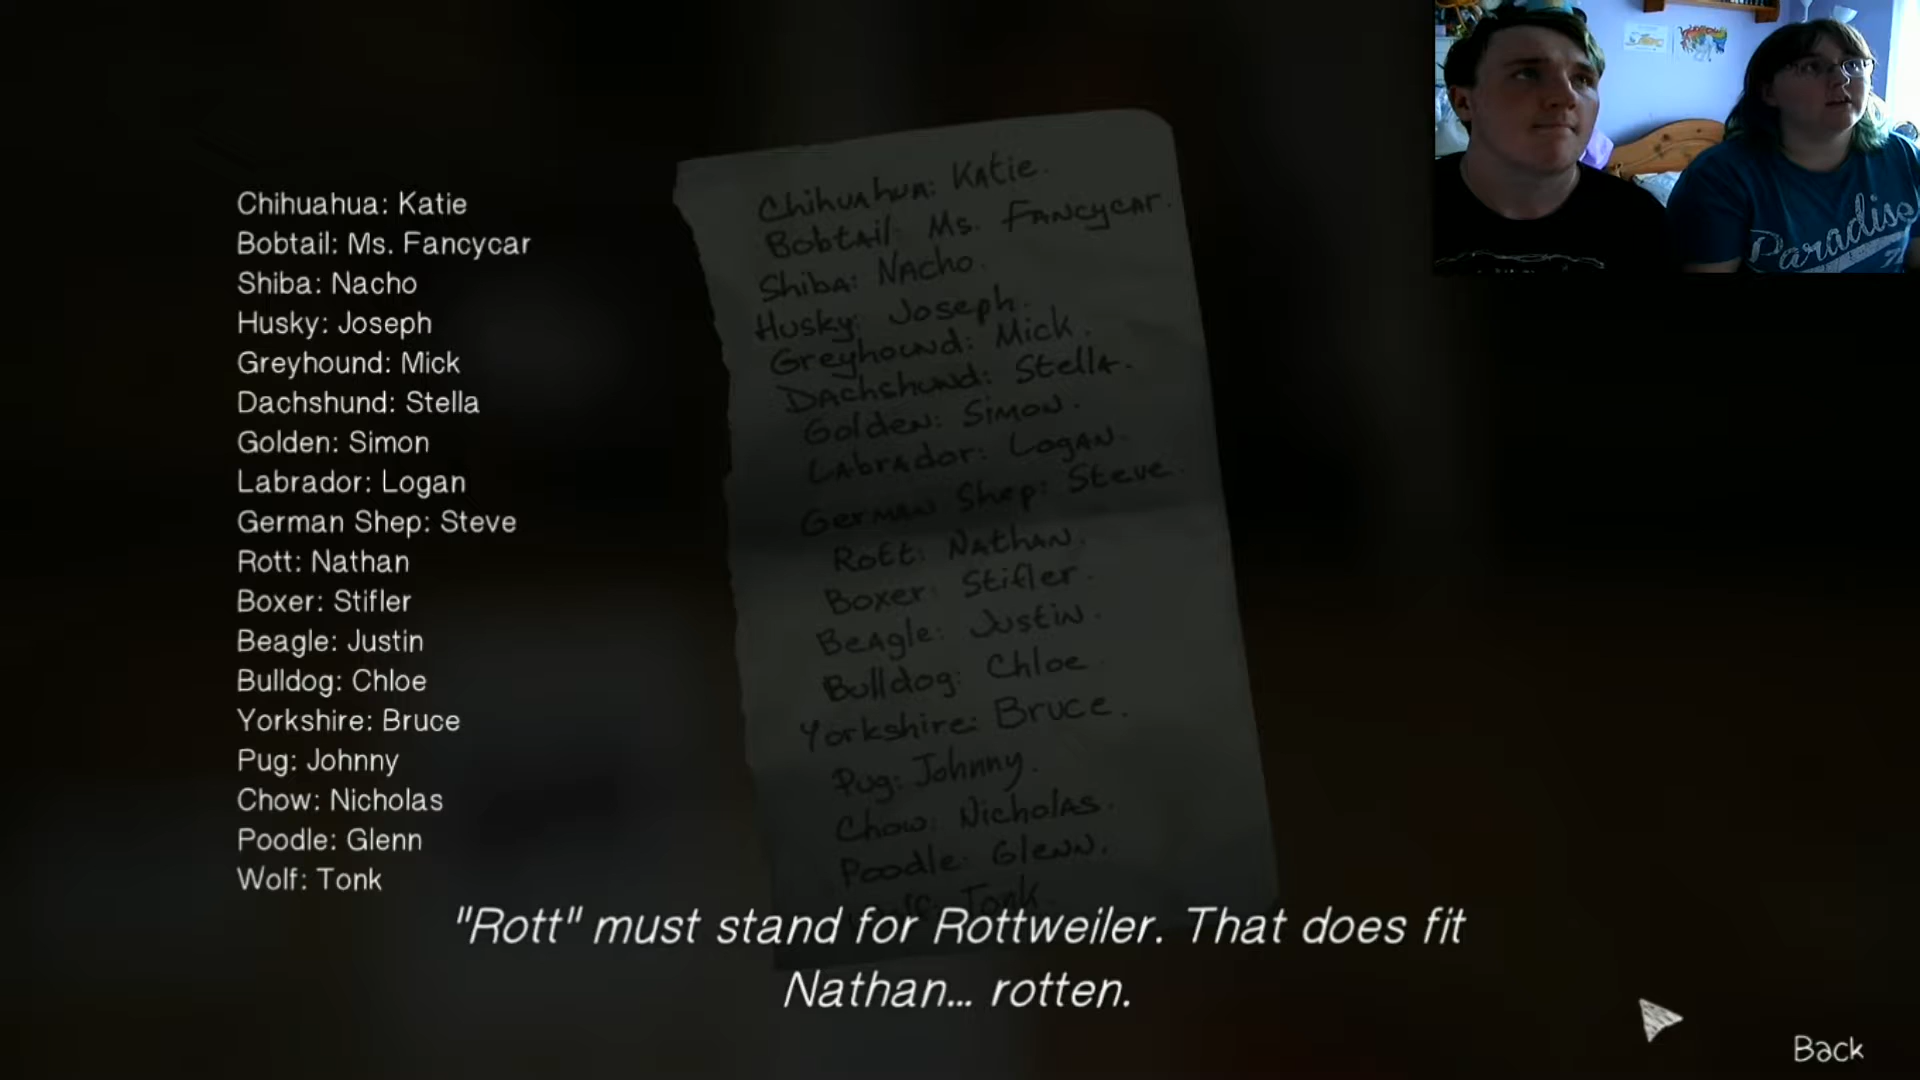 Chihuahua: Katie
Bobtail: Ms. Fancycar
Shiba: Nacho
Husky: Joseph
Greyhound: Mick
Dachshund: Stella
Golden: Simon
Labrador: Logan
German Shep: Steve
Rott: Nathan
Boxer: Stifler
Beagle: Justin
Bulldog: Chloe
Yorkshire: Bruce
Pug: Johnny
Chow: Nicholas
Poodle: Glenn
Wolf: Tonk
Chihuahua: Katie.
Bobtail: Ms. Fancycar.
Shiba: Nacho.
Husky: Joseph.
Greyhound: Mick.
Dachshund: Stella.
Golden: Simon.
Labrador: Logan.
German Shep: Steve.
Rott: Nathan.
Boxer: Stifler.
Beagle: Justin.
Bulldog: Chloe
Yorkshire: Bruce.
Pug: Johnny.
Chow: Nicholas.
Poodle: Glenn.
Tonk.
"Rott" must stand for Rottweiler. That does fit
Nathan... rotten.
Back
Paradise